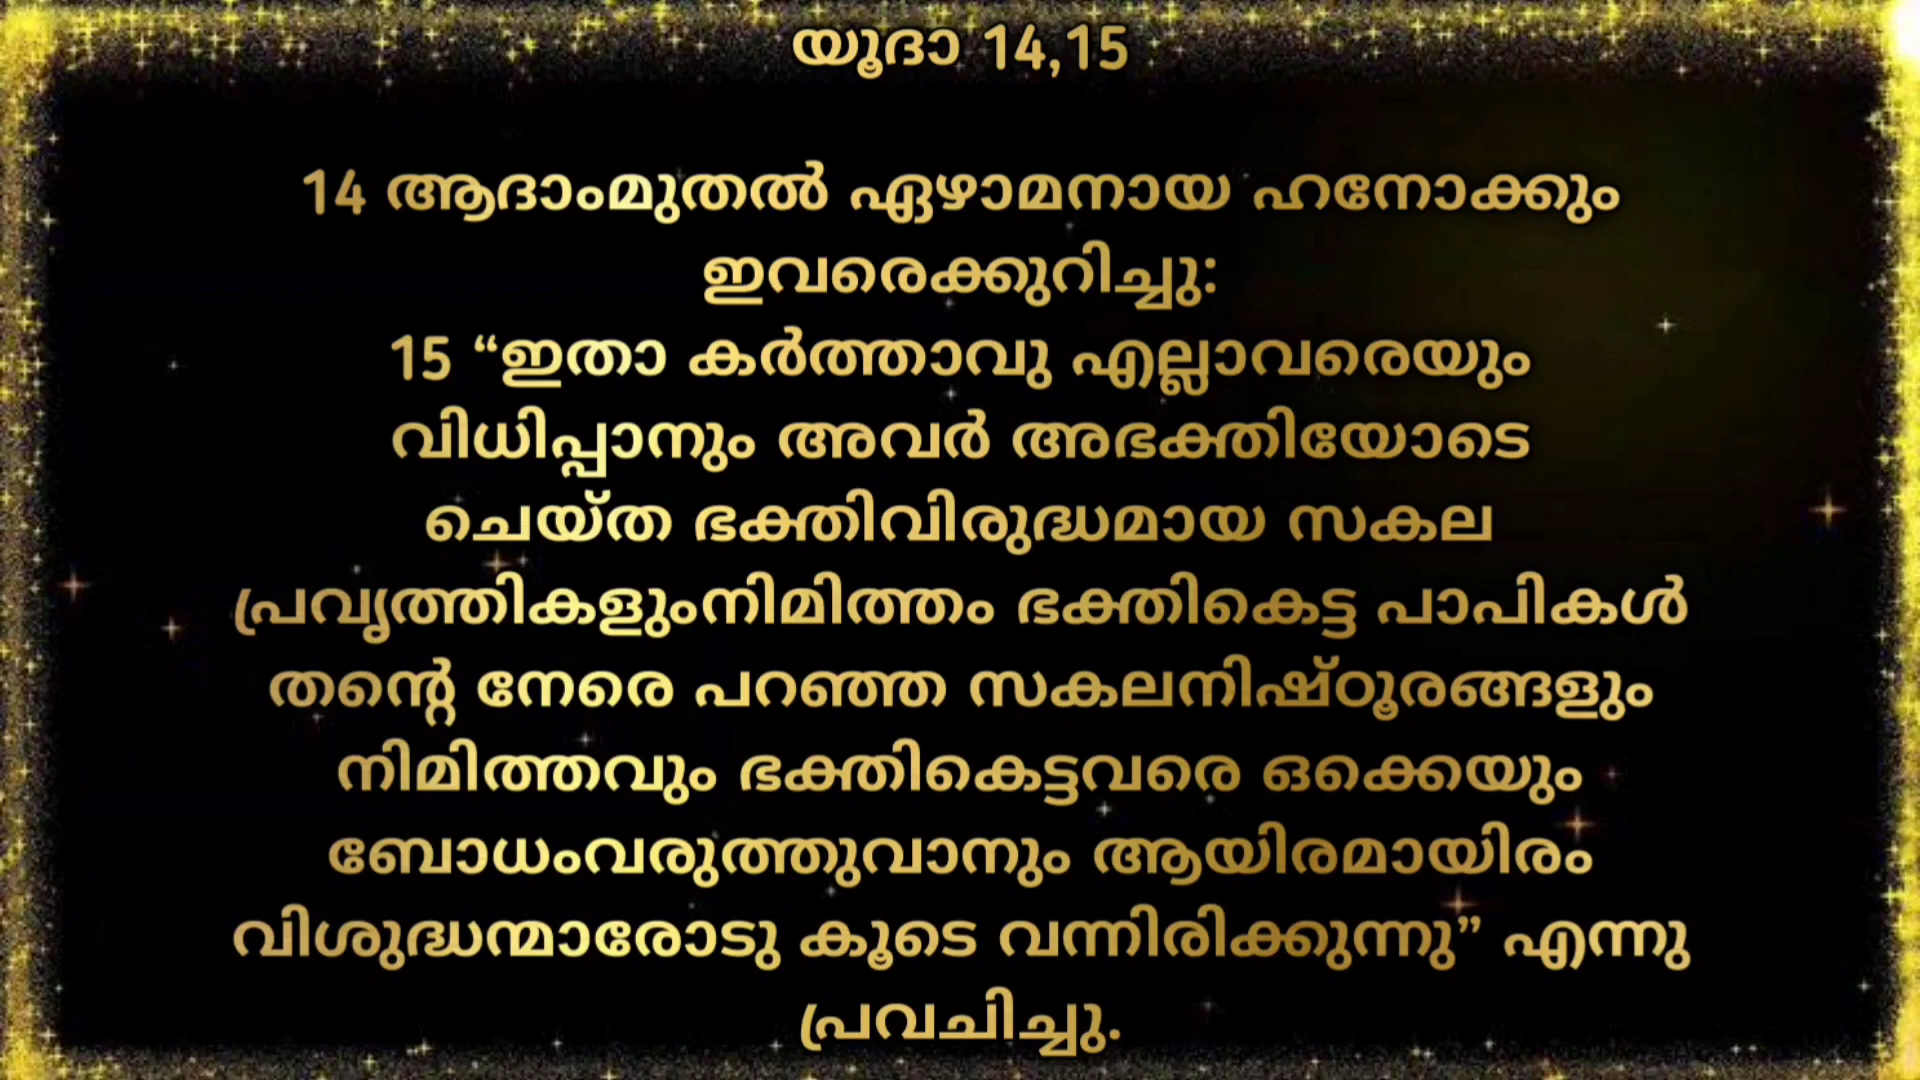 യൂദാ 14,15
14 ആദാംമുതൽ ഏഴാമനായ ഹനോക്കും
ഇവരെക്കുറിച്ചു:
15 “ഇതാ കർത്താവു എല്ലാവരെയും
വിധിപ്പാനും അവർ അഭക്തിയോടെ
ചെയ്ത ഭക്തിവിരുദ്ധമായ സകല
പ്രവൃത്തികളുംനിമിത്തം ഭക്തികെട്ട പാപികൾ
തന്റെ നേരെ പറഞ്ഞ സകലനിഷ്ഠൂരങ്ങളും
നിമിത്തവും ഭക്തികെട്ടവരെ ഒക്കെയും
ബോധംവരുത്തുവാനും ആയിരമായിരം
വിശുദ്ധന്മാരോടു കൂടെ വന്നിരിക്കുന്നു” എന്നു
പ്രവചിച്ചു.